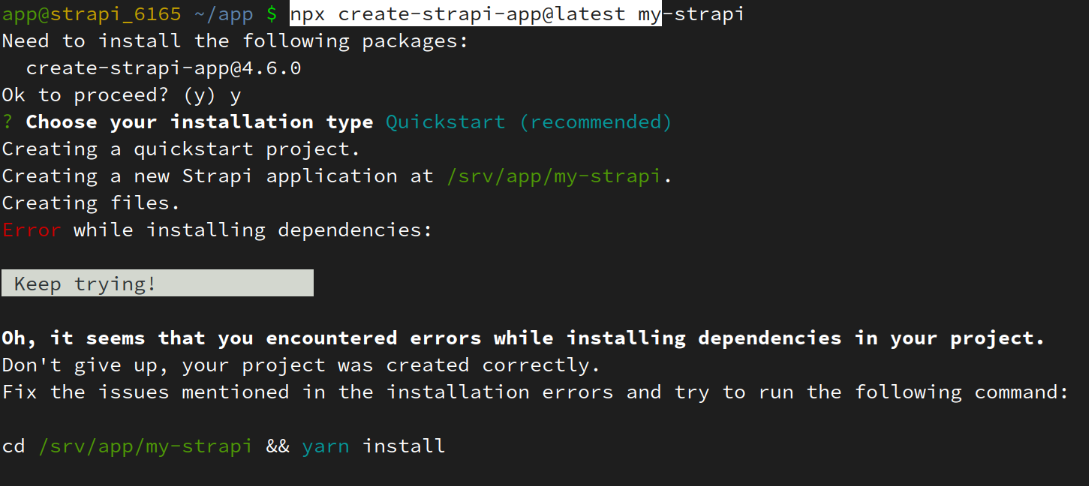 app@strapi_6165 ~/app $ npx create-strapi-app@latest my-strapi
Need to install the following packages:
  create-strapi-app@4.6.0
Ok to proceed? (y) y
? Choose your installation type Quickstart (recommended)
Creating a quickstart project.
Creating a new Strapi application at /srv/app/my-strapi.
Creating files.
Error while installing dependencies:
Keep trying!
Oh, it seems that you encountered errors while installing dependencies in your project.
Don't give up, your project was created correctly.
Fix the issues mentioned in the installation errors and try to run the following command:
cd /srv/app/my-strapi && yarn install